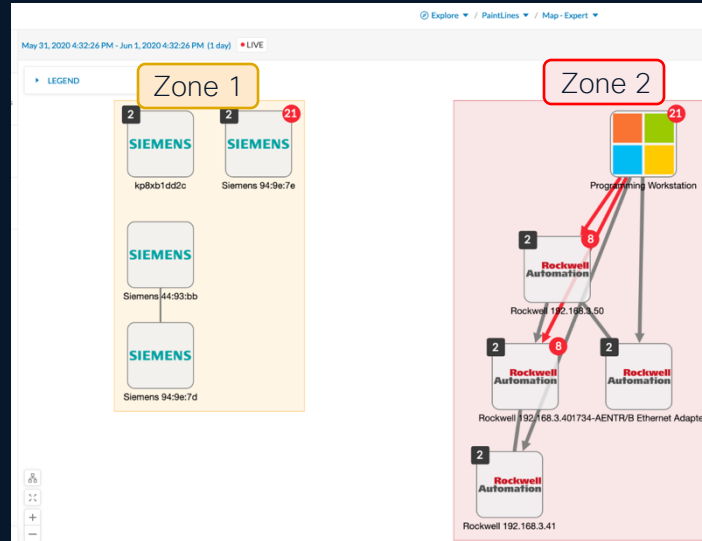 Explore / PaintLines / Map - Expert
May 31, 2020 4:32:26 PM - Jun 1, 2020 4:32:26 PM (1 day) LIVE
LEGEND
Zone 1
Zone 2
2
SIEMENS
kp8xb1dd2c
2
21
SIEMENS
Siemens 94:9e:7e
21
Programming Workstation
SIEMENS
Siemens 44:93:bb
2
8
Rockwell
Automation
Rockwell 192.168.3.50
SIEMENS
Siemens 94:9e:7d
2
8
Rockwell
Automation
Rockwell 192.168.3.40
2
Rockwell
Automation
1734-AENTR/B Ethernet Adapte
2
Rockwell
Automation
Rockwell 192.168.3.41
+
−